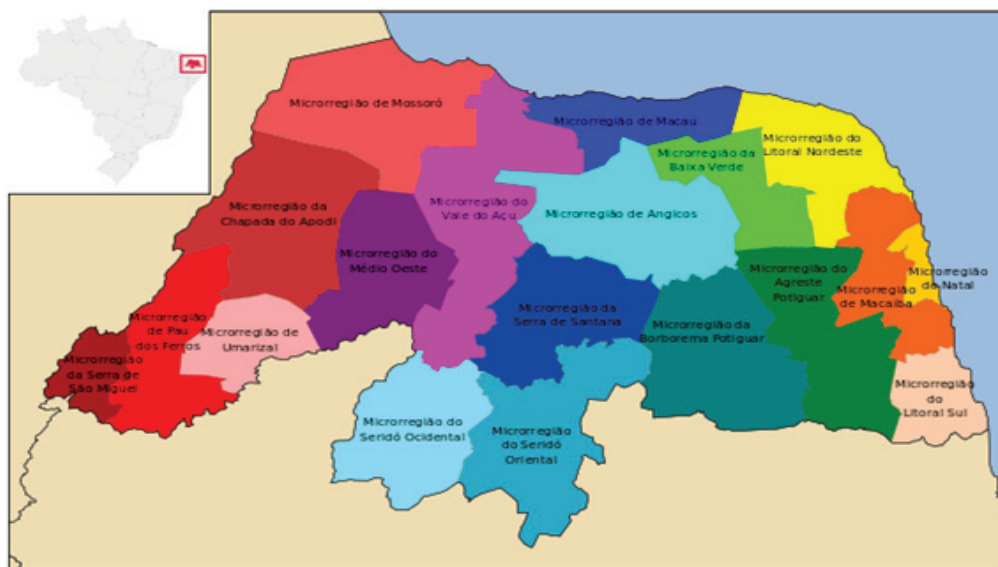 Microrregião de Mossoró
Microrregião de Macau
Microrregião do
Litoral Nordeste
Microrregião da
Baixa Verde
Microrregião da
Chapada do Apodi
Microrregião do
Vale do Açu
Microrregião de Angicos
Microrregião do
Médio Oeste
Microrregião do
Agreste
Potiguar
Microrregião
de Natal
Microrregião
de Macaíba
Microrregião
de Pau
dos Ferros
Microrregião de
Umarizal
Microrregião da
Serra de Santana
Microrregião da
Borborema Potiguar
Microrregião
da Serra de
São Miguel
Microrregião
do
Litoral Sul
Microrregião do
Seridó Ocidental
Microrregião
do Seridó
Oriental